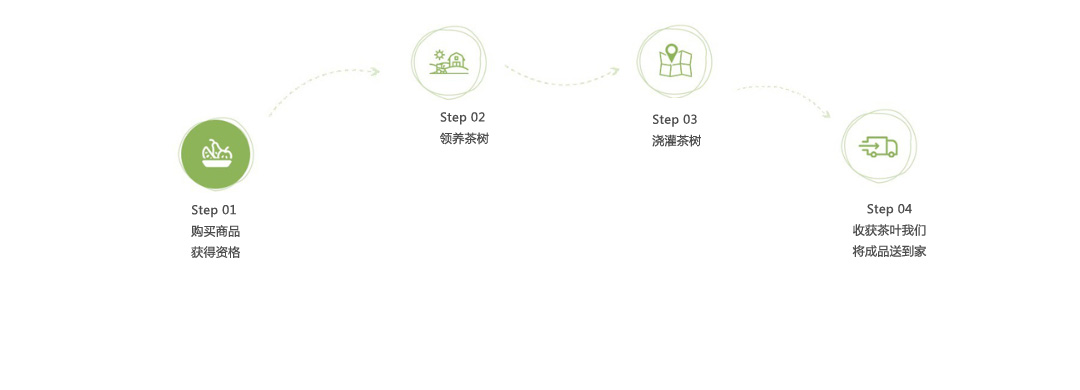 Step 01
购买商品
获得资格
Step 02
领养茶树
Step 03
浇灌茶树
Step 04
收获茶叶我们
将成品送到家